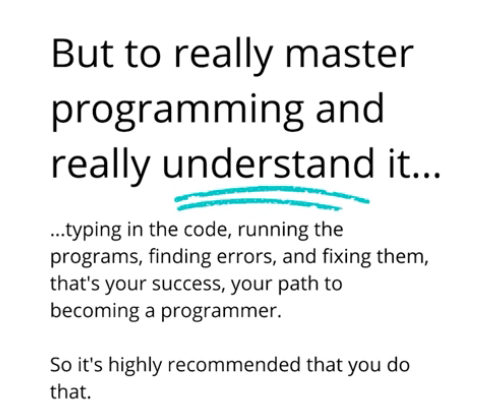 But to really master
programming and
really understand it...
...typing in the code, running the
programs, finding errors, and fixing them,
that's your success, your path to
becoming a programmer.
So it's highly recommended that you do
that.